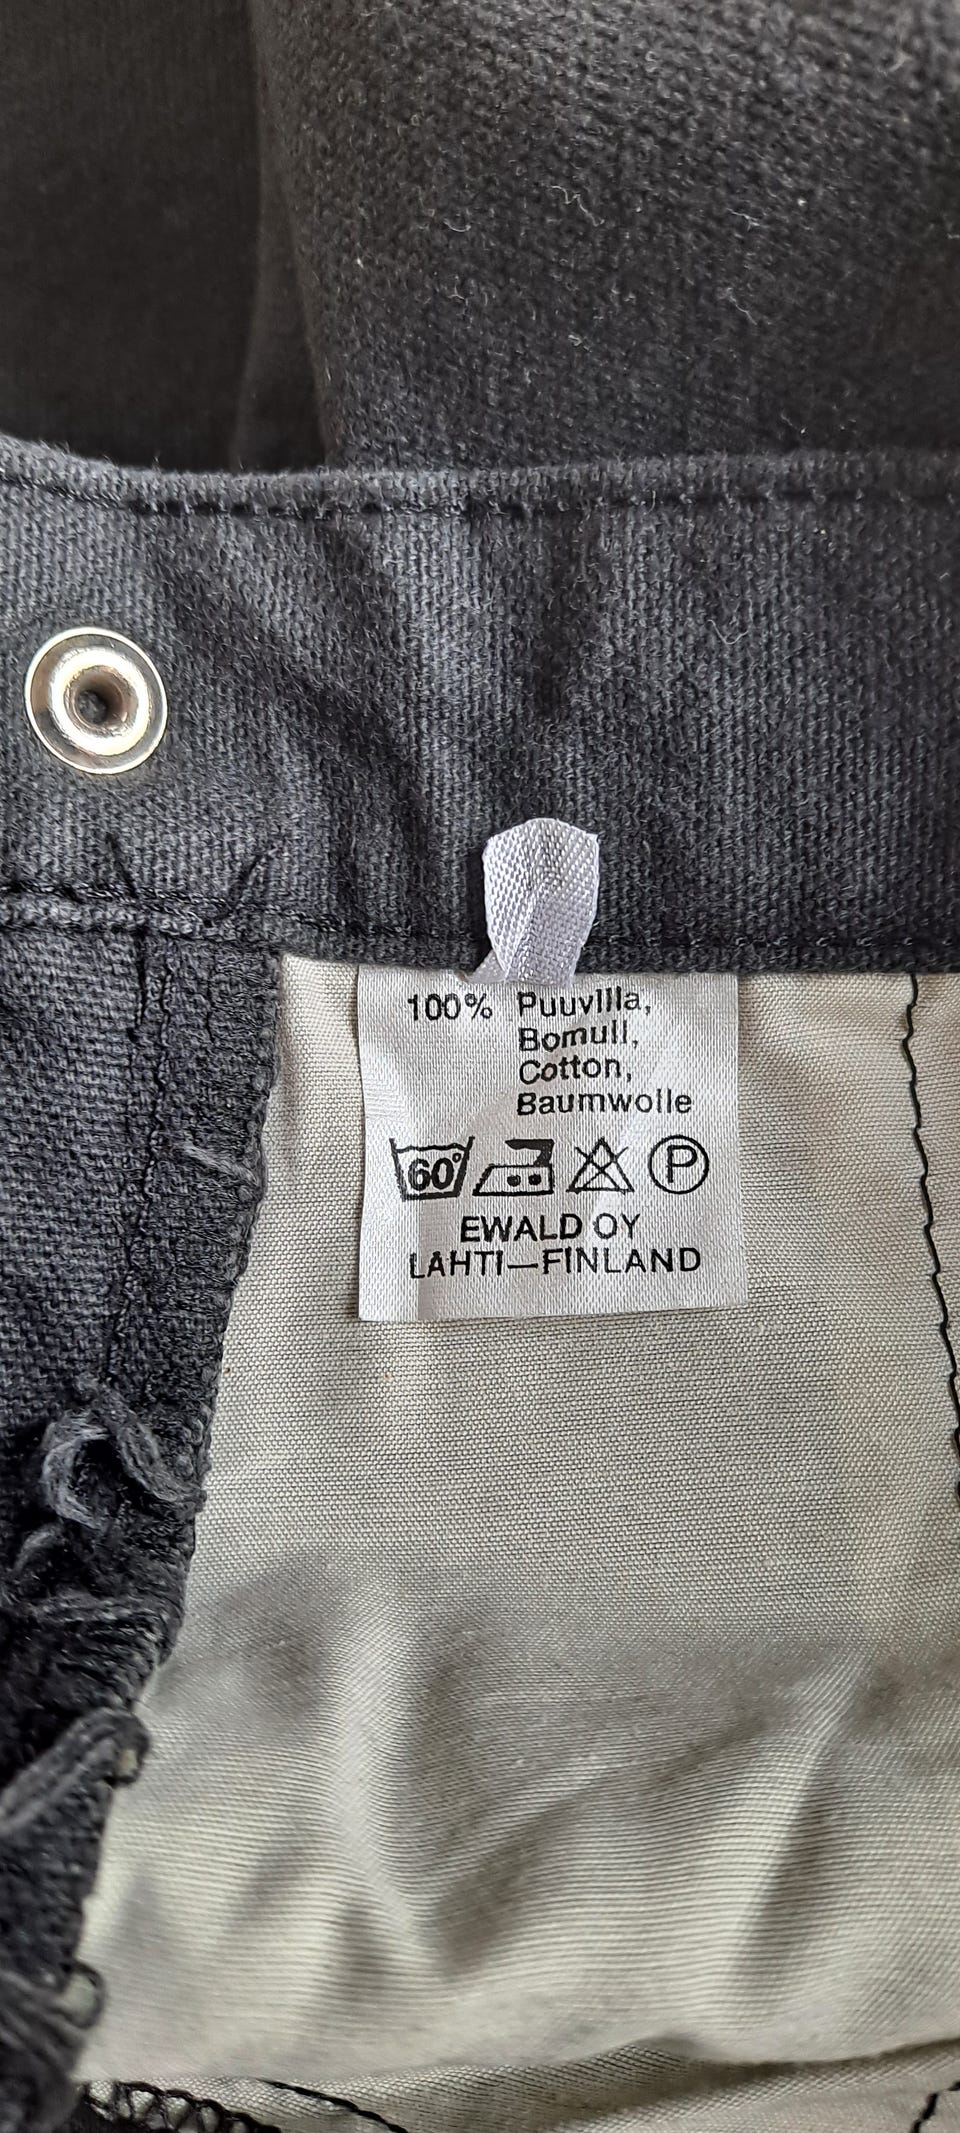 100% Puuvilla,
Bomull,
Cotton,
Baumwolle
60° P
EWALD OY
LAHTI—FINLAND